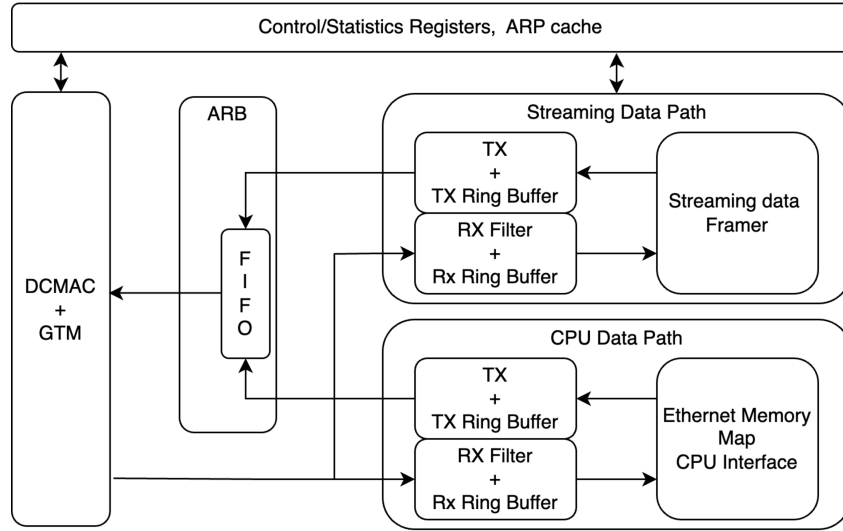 Control/Statistics Registers, ARP cache
ARB
Streaming Data Path
TX
+
TX Ring Buffer
RX Filter
+
Rx Ring Buffer
Streaming data
Framer
F
I
F
O
DCMAC
+
GTM
CPU Data Path
TX
+
TX Ring Buffer
RX Filter
+
Rx Ring Buffer
Ethernet Memory
Map
CPU Interface